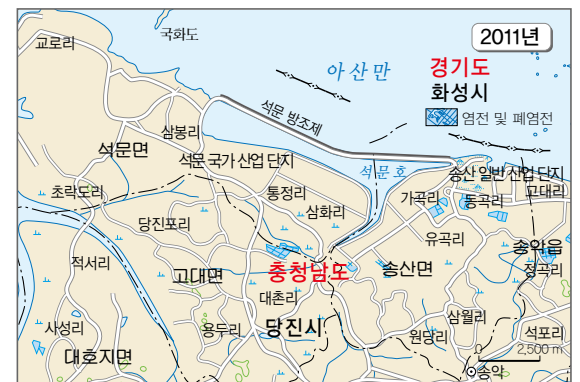 국화도
2011년
교로리
아산만
경기도
화성시
염전 및 폐염전
석문 방조제
삼봉리
석문면
석문 국가 산업 단지
석문호
송산 일반 산업 단지
초락도리
통정리
가곡리
동곡리
고대리
당진포리
삼화리
유곡리
송악읍
적서리
고대면
충청남도
송산면
정곡리
대촌리
사성리
용두리
당진시
삼월리
원당리
석포리
대호지면
0 2,500 m
송악